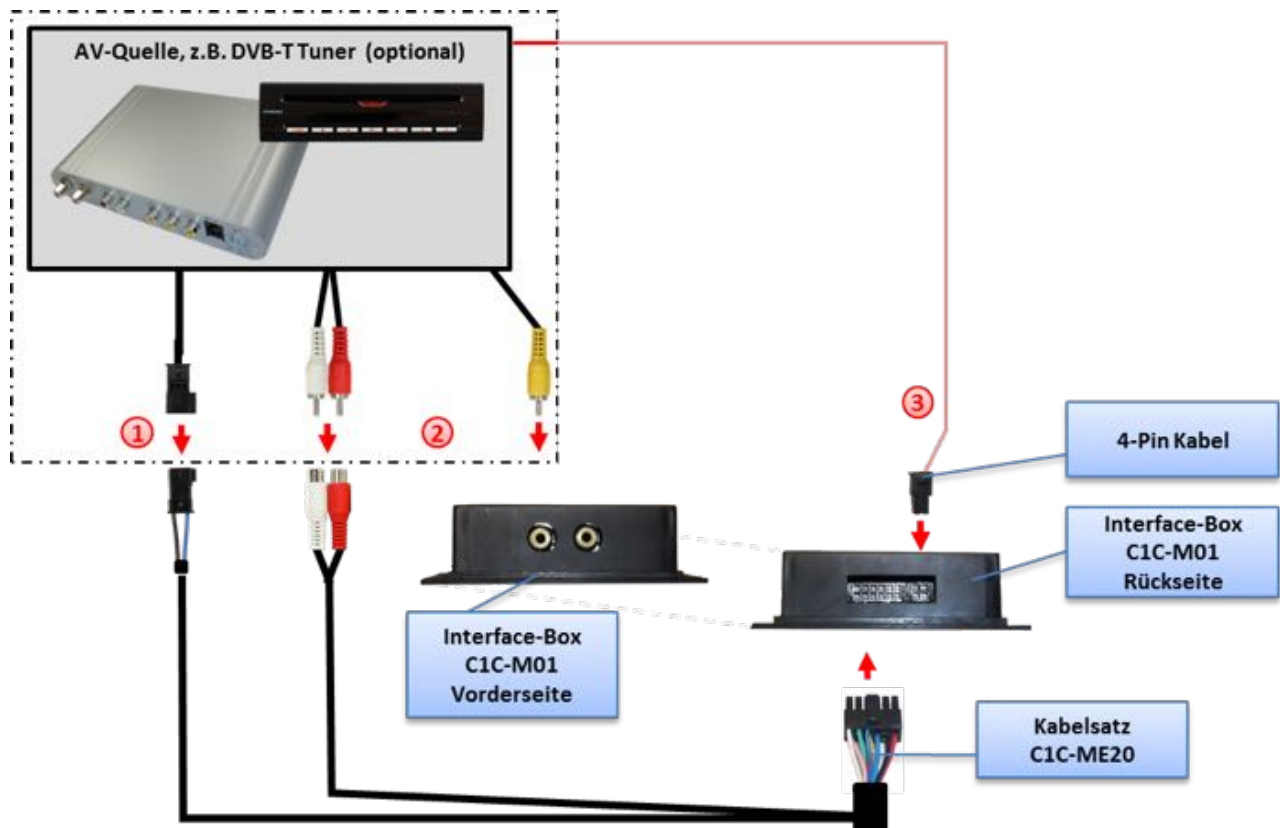 AV-Quelle, z.B. DVB-T Tuner (optional)
1
2
3
4-Pin Kabel
Interface-Box
C1C-M01
Rückseite
Interface-Box
C1C-M01
Vorderseite
Kabelsatz
C1C-ME20